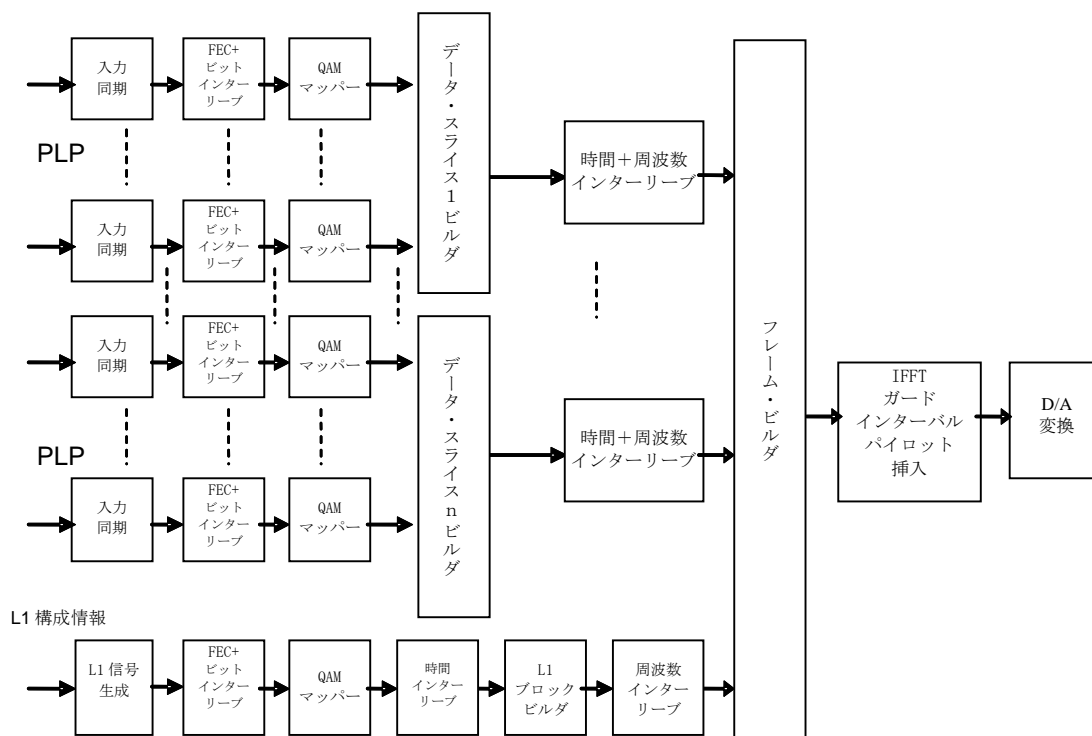 入力
同期
FEC+
ビット
インター
リーブ
QAM
マッパー
PLP
入力
同期
FEC+
ビット
インター
リーブ
QAM
マッパー
データ・スライス1ビルダ
時間＋周波数
インターリーブ
入力
同期
FEC+
ビット
インター
リーブ
QAM
マッパー
PLP
入力
同期
FEC+
ビット
インター
リーブ
QAM
マッパー
データ・スライスnビルダ
時間＋周波数
インターリーブ
L1 構成情報
L1 信号
生成
FEC+
ビット
インター
リーブ
QAM
マッパー
時間
インター
リーブ
L1
ブロック
ビルダ
周波数
インター
リーブ
フレーム・ビルダ
IFFT
ガード
インターバル
パイロット
挿入
D/A
変換